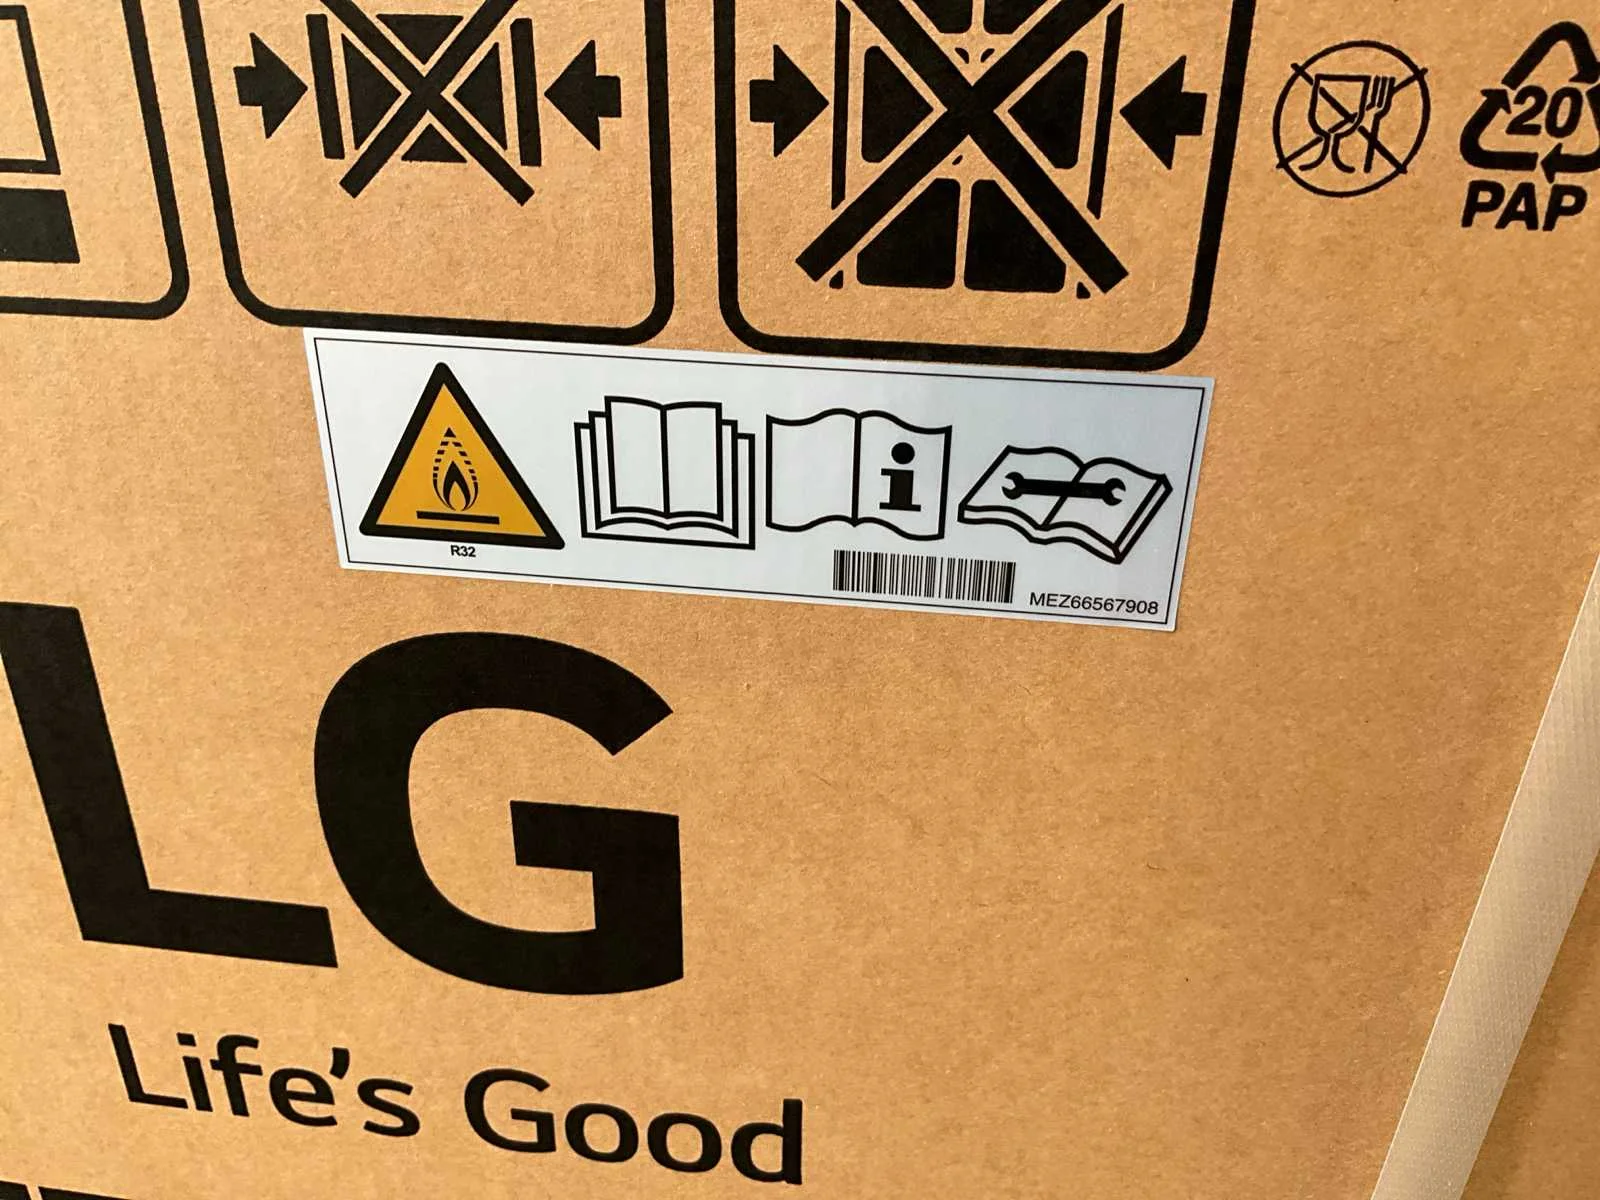 20
PAP
R32
i
MEZ66567908
LG
Life's Good